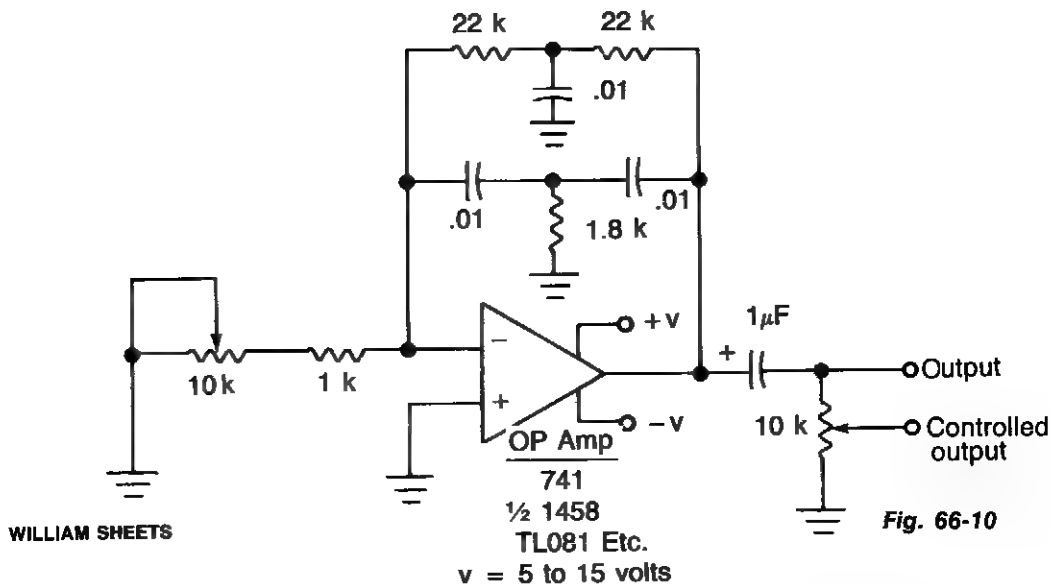 22 k 22 k
.01
.01 .01
1.8 k
+v
1µF
+
−
Output
10k 1 k
+
−v
10 k
Controlled
output
OP Amp
741
½ 1458
TL081 Etc.
v = 5 to 15 volts
WILLIAM SHEETS
Fig. 66-10